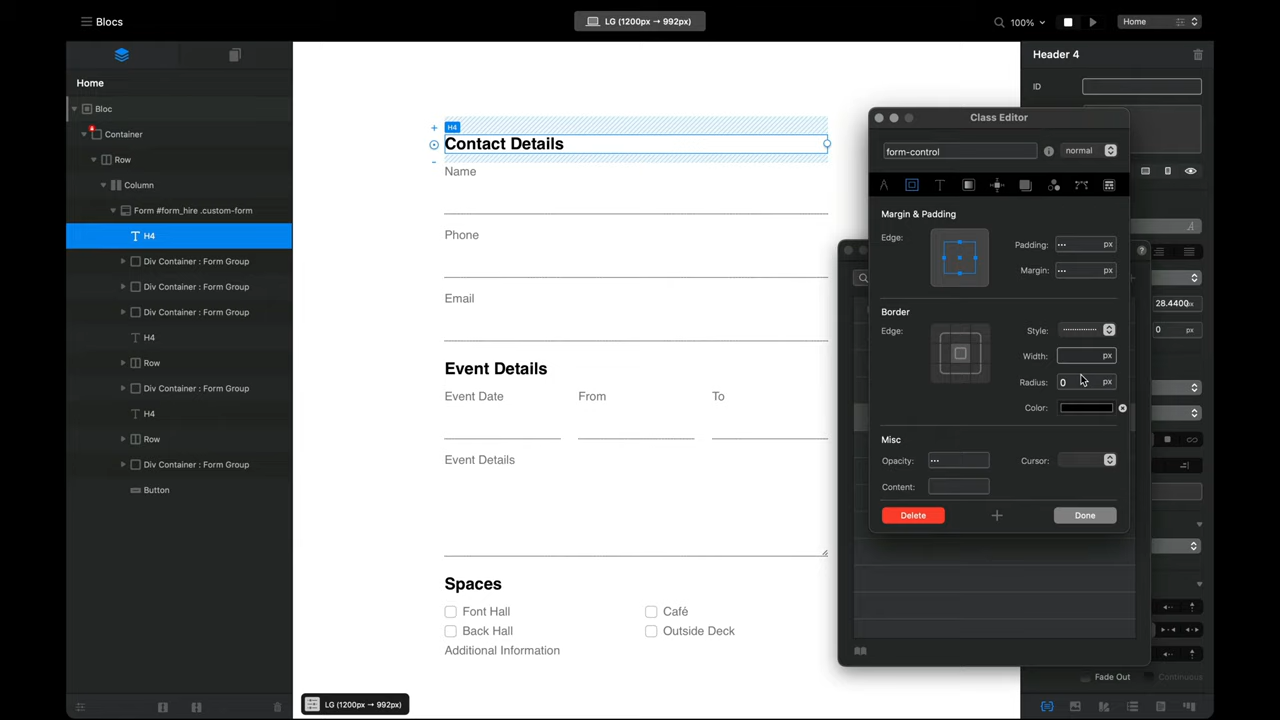 Blocs
LG (1200px → 992px)
100%
Home
Home
Bloc
Container
Row
Column
Form #form_hire .custom-form
H4
Div Container : Form Group
Div Container : Form Group
Div Container : Form Group
H4
Row
Div Container : Form Group
H4
Row
Div Container : Form Group
Button
H4
Contact Details
Name
Phone
Email
Event Details
Event Date From To
Event Details
Spaces
Font Hall Café
Back Hall Outside Deck
Additional Information
LG (1200px → 992px)
Header 4
ID
Class Editor
form-control
normal
Margin & Padding
Edge:
Padding: ••• px
Margin: ••• px
Border
Edge:
Style:
Width: px
Radius: 0 px
Color:
Misc
Opacity: •••
Cursor:
Content:
Delete
Done
28.4400px
0 px
Fade Out
Continuous